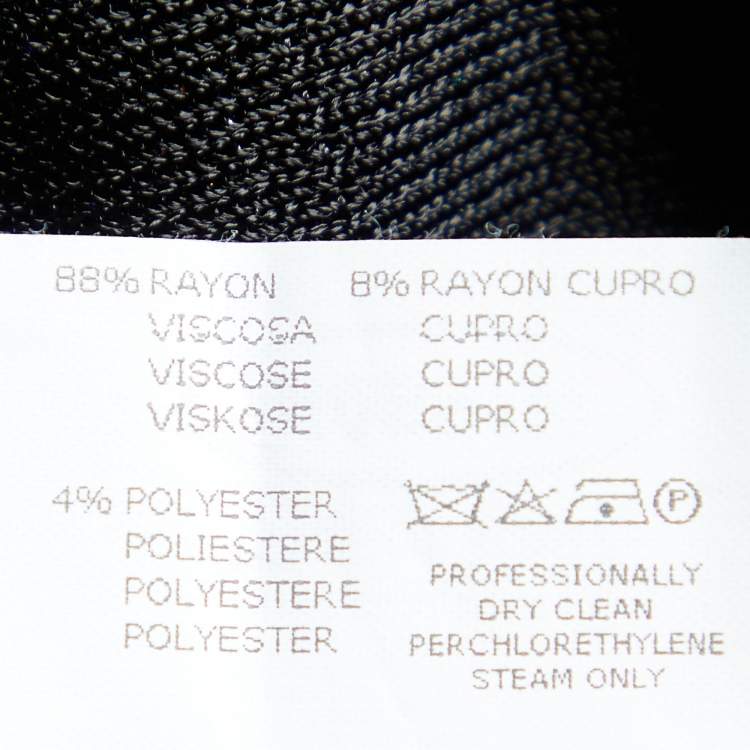 88% RAYON
VISCOSA
VISCOSE
VISKOSE
8% RAYON CUPRO
CUPRO
CUPRO
CUPRO
4% POLYESTER
POLIESTERE
POLYESTERE
POLYESTER
P
PROFESSIONALLY
DRY CLEAN
PERCHLORETHYLENE
STEAM ONLY